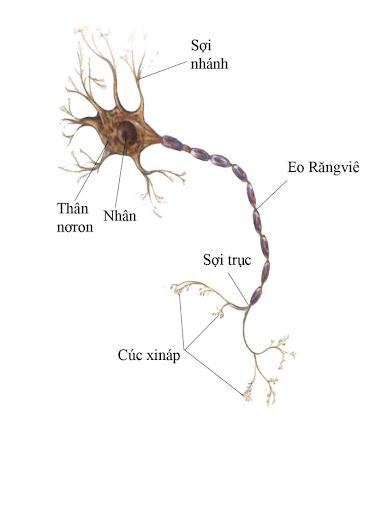 Sợi
nhánh
Eo Răngviê
Thân
nơron
Nhân
Sợi trục
Cúc xináp